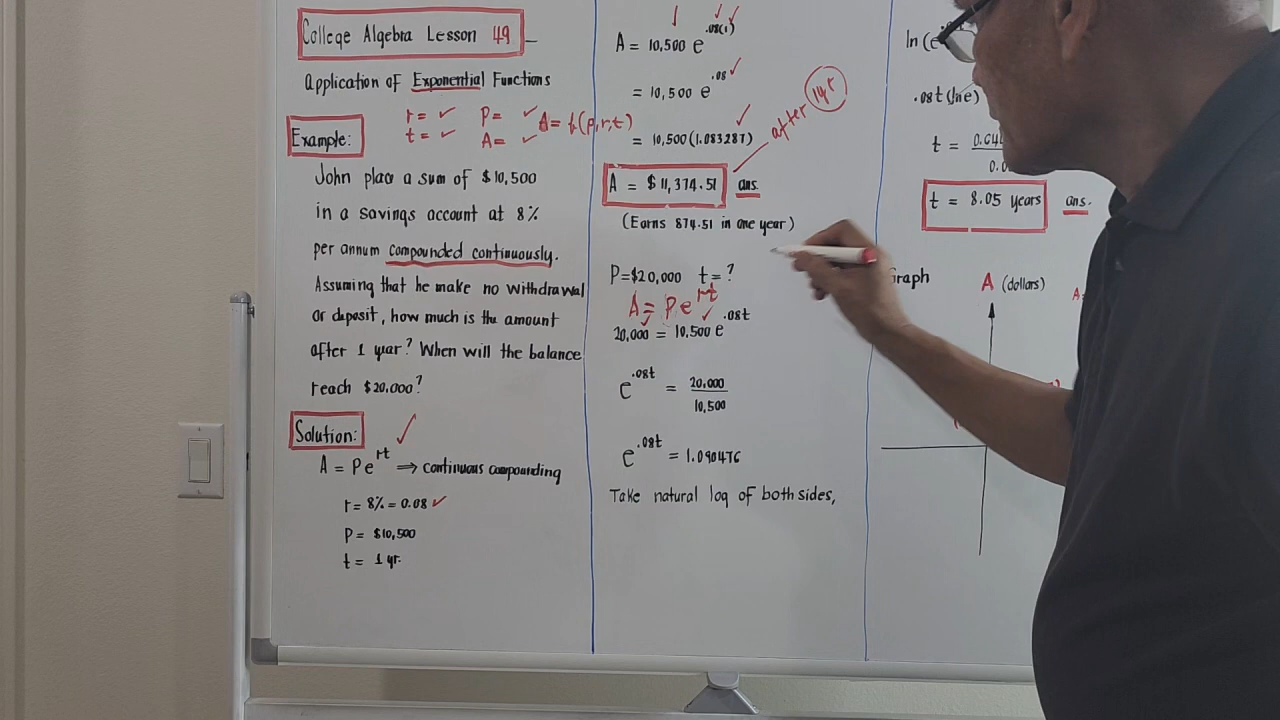 College Algebra Lesson 49
Application of Exponential Functions
r = ✓ P = ✓ A = f(p,r,t)
t = ✓ A = ✓
Example:
John place a sum of $10,500
in a savings account at 8%
per annum compounded continuously.
Assuming that he make no withdrawal
or deposit, how much is the amount
after 1 year? When will the balance
reach $20,000?
Solution: ✓
A = Pe^rt ⇒ continuous compounding
r = 8% = 0.08 ✓
P = $10,500
t = 1 yr.
A = 10,500 e^.08(1)
= 10,500 e^.08 ✓
= 10,500(1.083287) ✓
after 1yr
A = $11,374.51 ans.
(Earns 874.51 in one year)
P=$20,000 t = ?
A = Pe^rt
20,000 = 10,500 e^.08t
e^.08t = 20,000/10,500
e^.08t = 1.090476
Take natural log of both sides,
ln (e
.08t (ln e)
t =
t = 8.05 years ans.
Graph A (dollars)